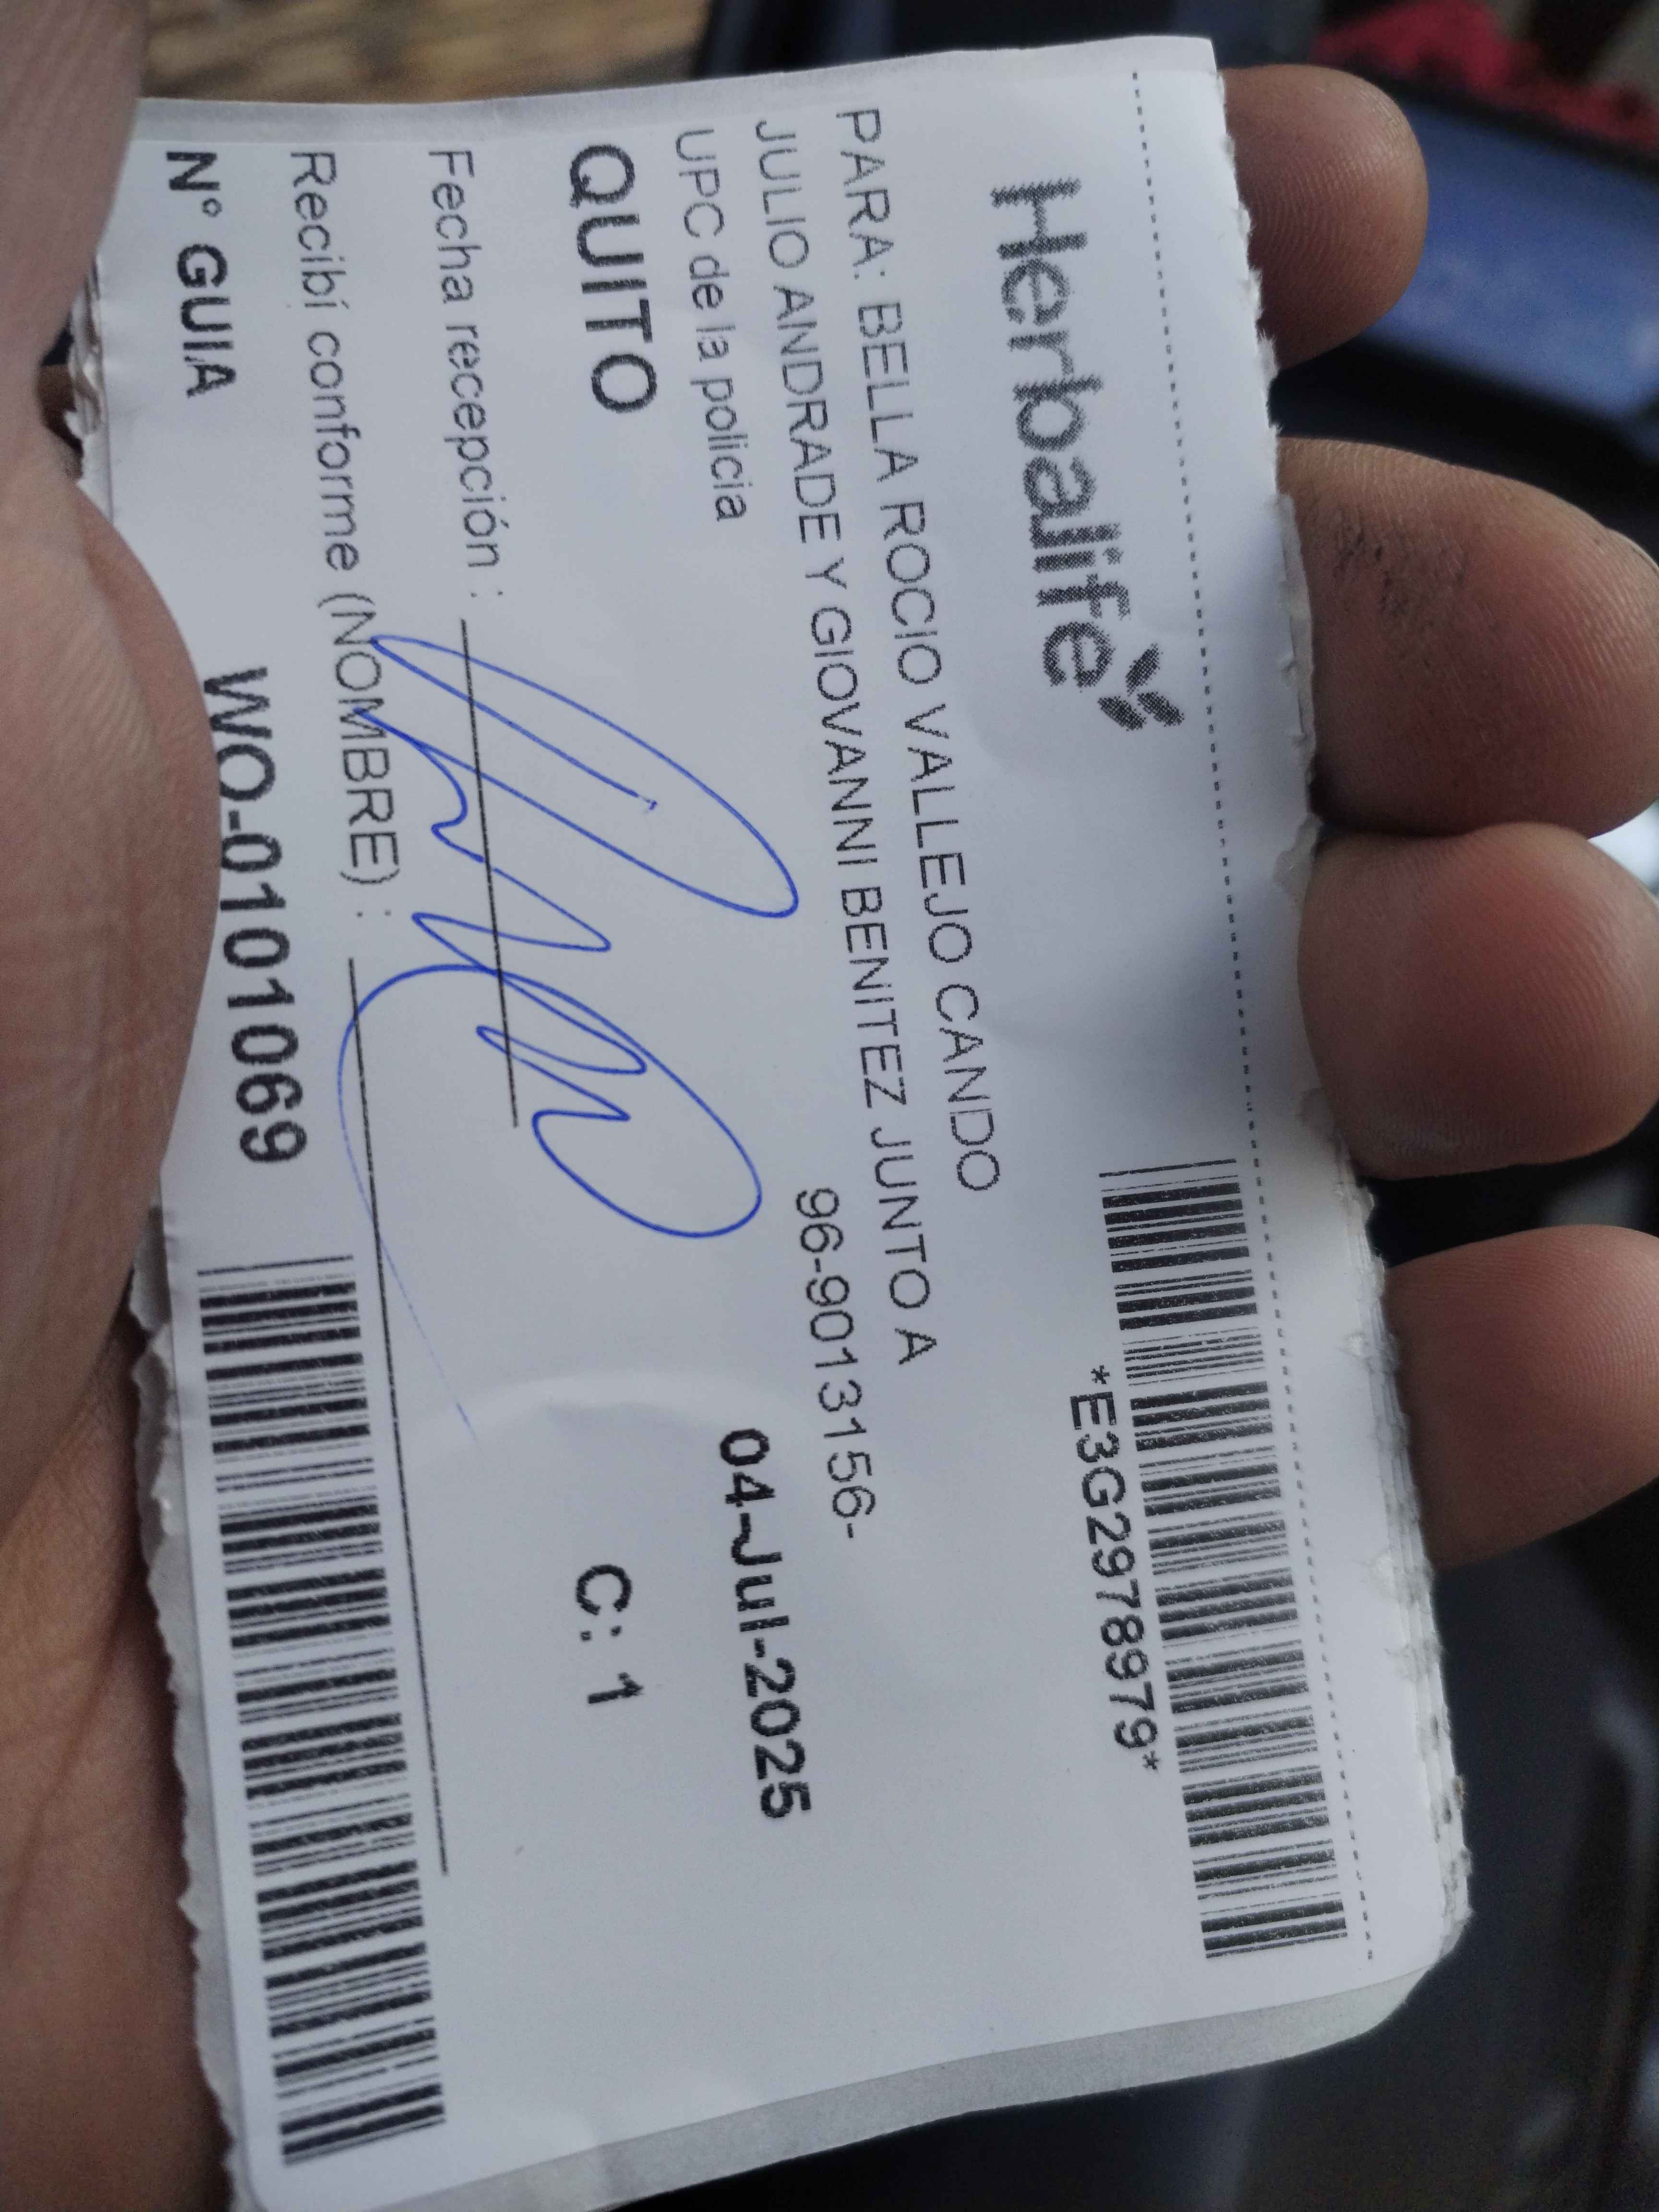 Herbalife
*E3G2978979*
PARA: BELLA ROCIO VALLEJO CANDO
JULIO ANDRADE Y GIOVANNI BENITEZ JUNTO A
UPC de la policia
96-9013156-
QUITO
04-Jul-2025
C: 1
Fecha recepción :
Recibí conforme (NOMBRE) :
N° GUIA
WO-0101069